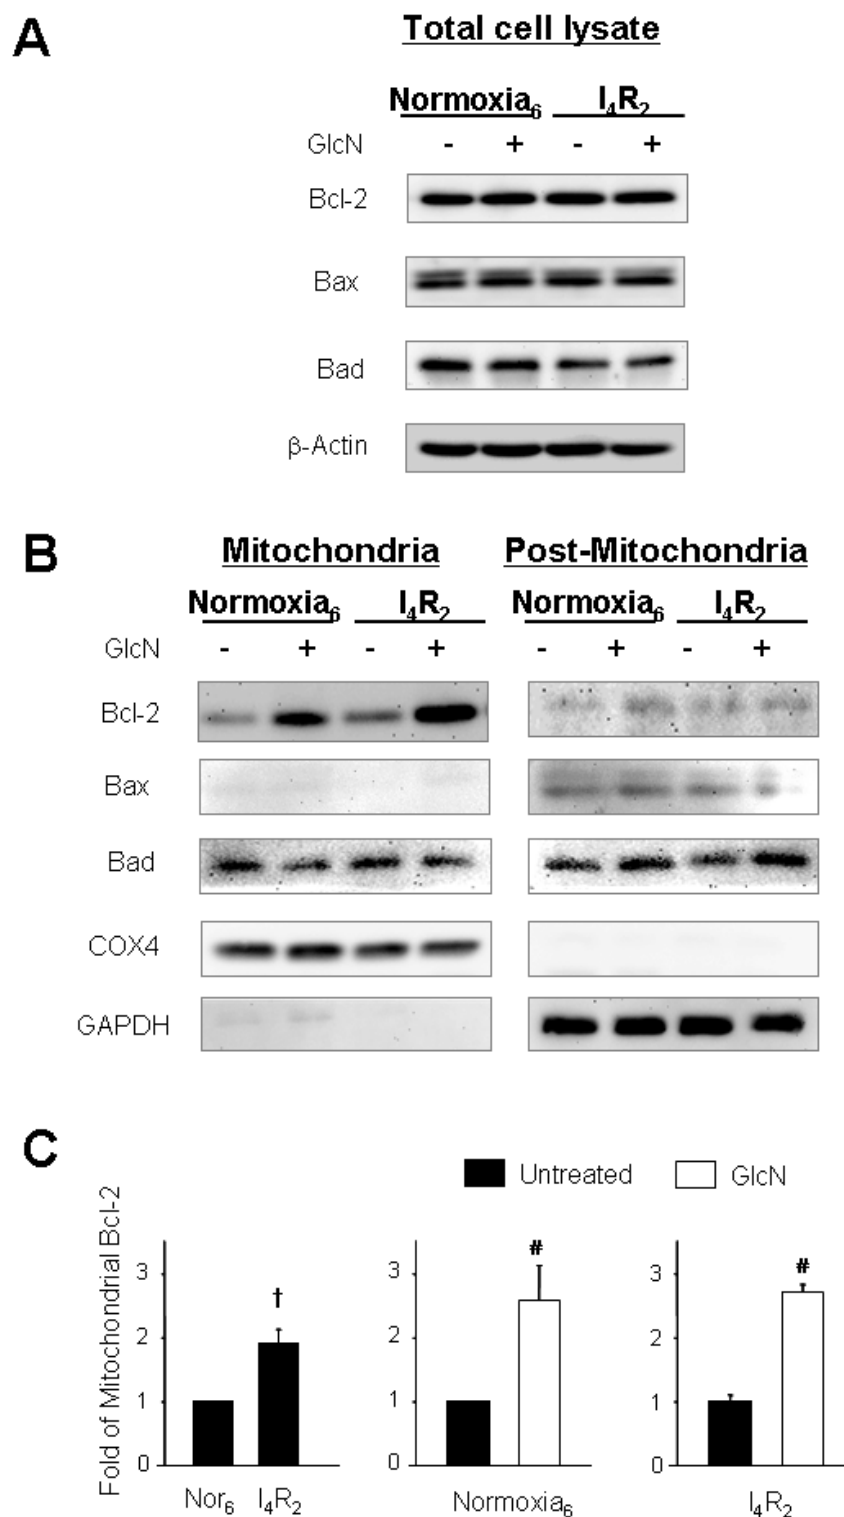 A
Total cell lysate
Normoxia₆ I₄R₂
GlcN - + - +
Bcl-2
Bax
Bad
β-Actin
B
Mitochondria Post-Mitochondria
Normoxia₆ I₄R₂ Normoxia₆ I₄R₂
GlcN - + - + - + - +
Bcl-2
Bax
Bad
COX4
GAPDH
C
Untreated GlcN
Fold of Mitochondrial Bcl-2
3 † 3 # 3 #
2 2 2
1 1 1
0 0 0
Nor₆ I₄R₂ Normoxia₆ I₄R₂